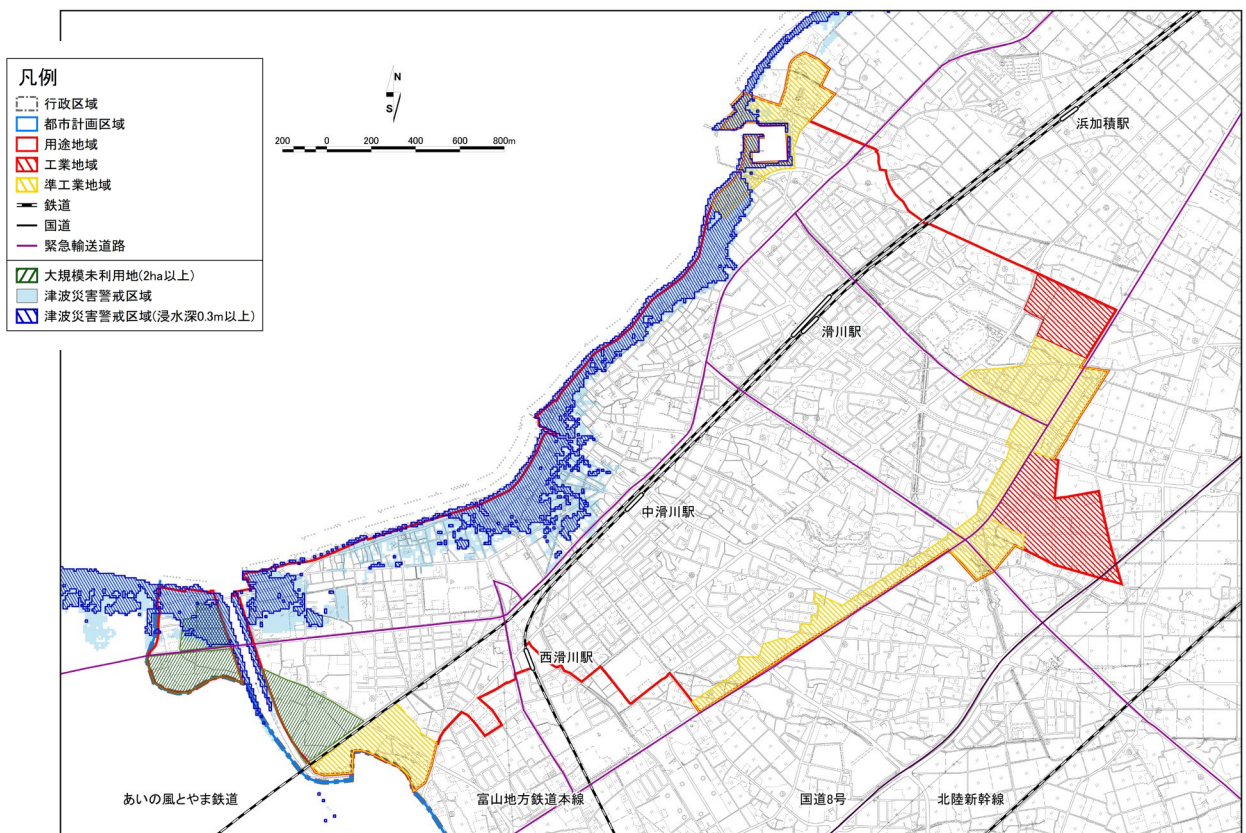 凡例
行政区域
都市計画区域
用途地域
工業地域
準工業地域
鉄道
国道
緊急輸送道路
大規模未利用地(2ha以上)
津波災害警戒区域
津波災害警戒区域(浸水深0.3m以上)
N
S
200 0 200 400 600 800m
浜加積駅
滑川駅
中滑川駅
西滑川駅
あいの風とやま鉄道
富山地方鉄道本線
国道8号
北陸新幹線